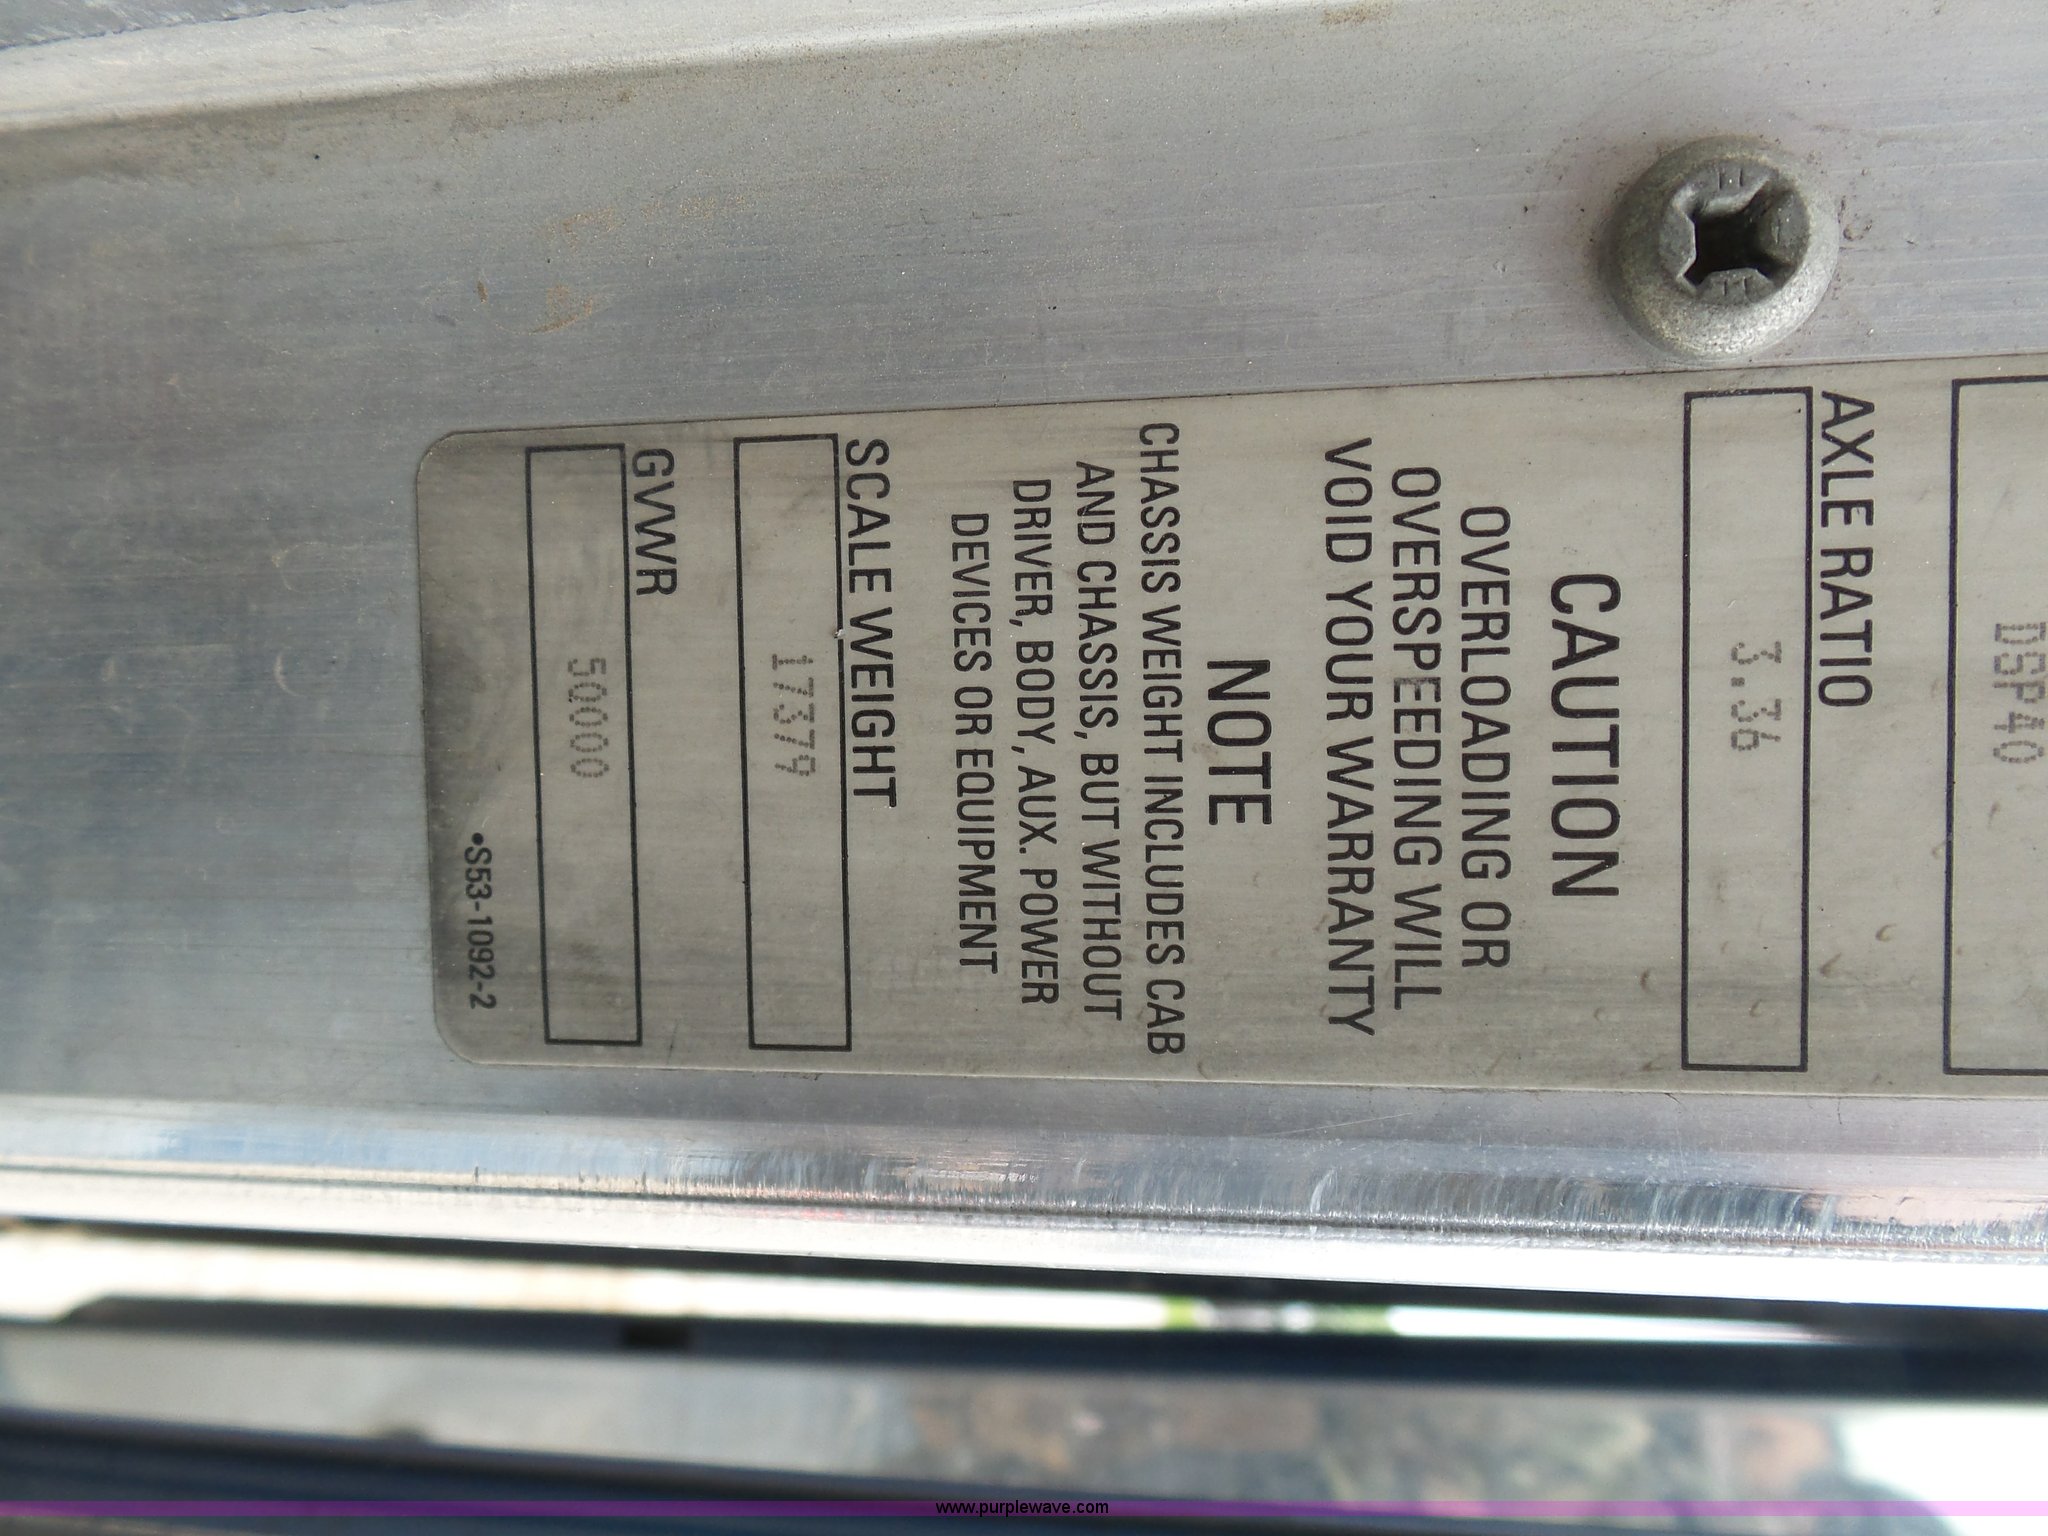 DSP40
AXLE RATIO
3.36
CAUTION
OVERLOADING OR
OVERSPEEDING WILL
VOID YOUR WARRANTY
NOTE
CHASSIS WEIGHT INCLUDES CAB
AND CHASSIS, BUT WITHOUT
DRIVER, BODY, AUX. POWER
DEVICES OR EQUIPMENT
SCALE WEIGHT
17379
GVWR
50000
•S53-1092-2
www.purplewave.com